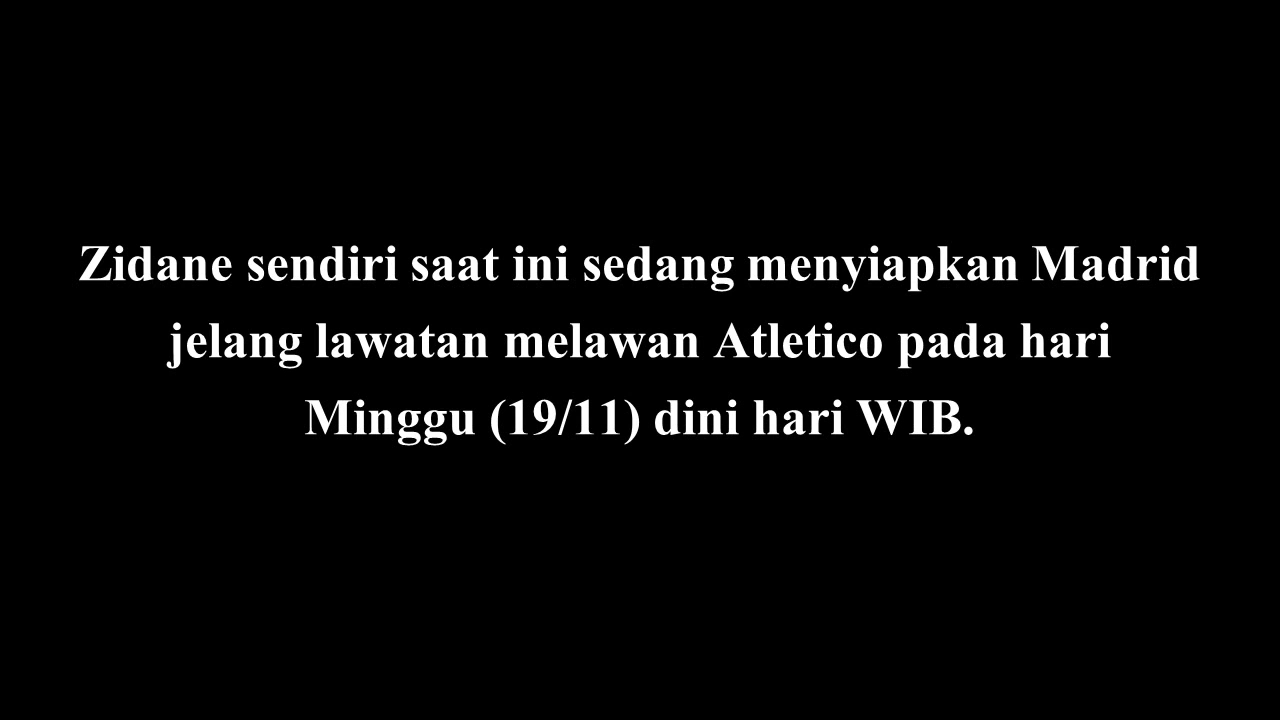 Zidane sendiri saat ini sedang menyiapkan Madrid
jelang lawatan melawan Atletico pada hari
Minggu (19/11) dini hari WIB.